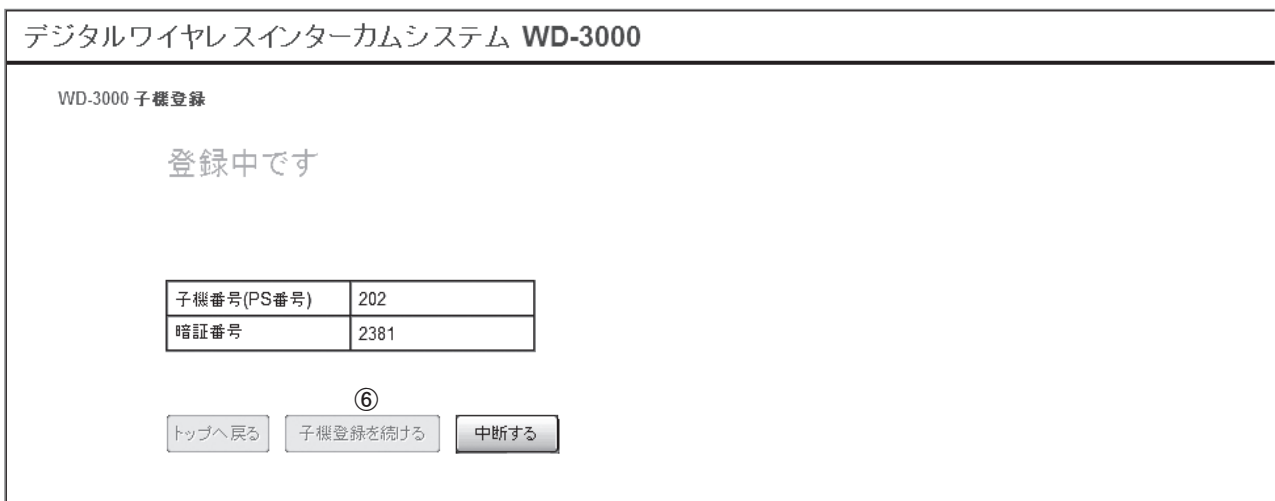 デジタルワイヤレスインターカムシステム WD-3000
WD-3000 子機登録
登録中です
子機番号(PS番号) 202
暗証番号 2381
⑥
トップへ戻る 子機登録を続ける 中断する